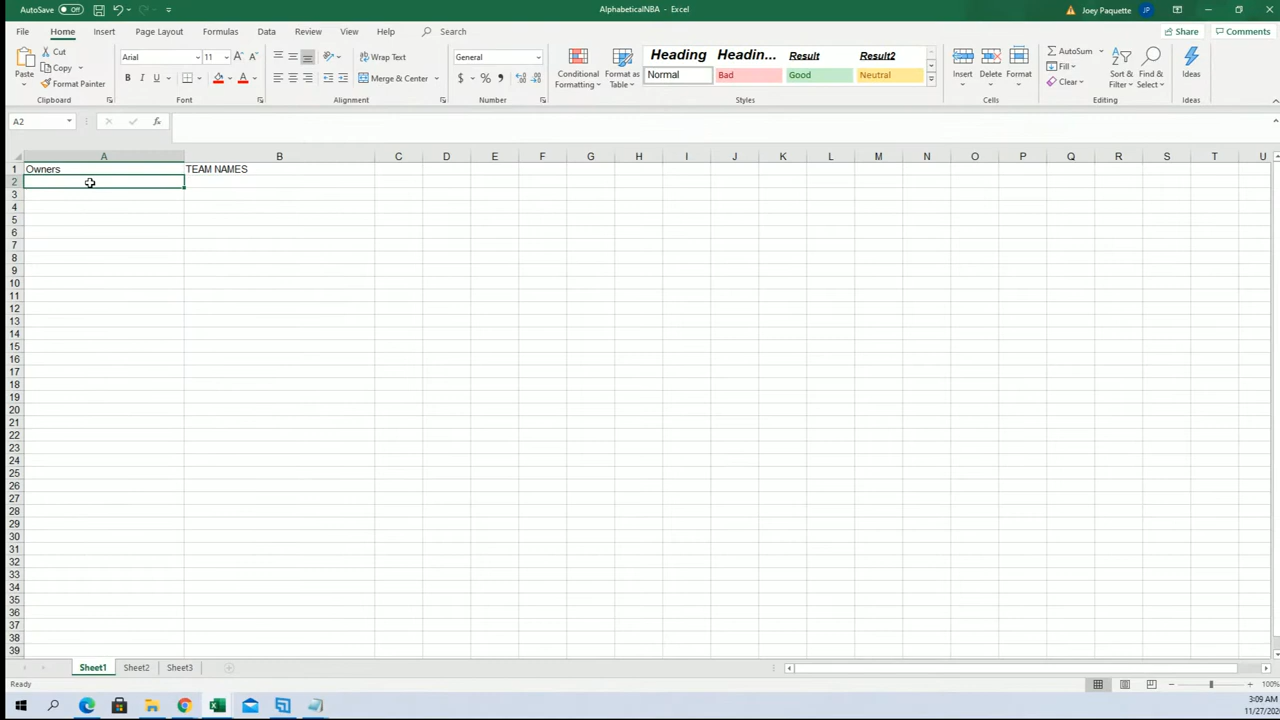 AutoSave Off AlphabeticalNBA - Excel Joey Paquette JP
File Home Insert Page Layout Formulas Data Review View Help Search Share Comments
Paste Cut Copy Format Painter Clipboard
Arial 11 B I U A A A Font
Wrap Text Merge & Center Alignment
General $ % Number
Conditional Formatting Format as Table Heading Headin... Result Result2 Normal Bad Good Neutral Styles
Insert Delete Format Cells
AutoSum Fill Clear Sort & Filter Find & Select Editing
Ideas Ideas
A2 fx
A B C D E F G H I J K L M N O P Q R S T U
1 Owners TEAM NAMES
2
3
4
5
6
7
8
9
10
11
12
13
14
15
16
17
18
19
20
21
22
23
24
25
26
27
28
29
30
31
32
33
34
35
36
37
38
39
Sheet1 Sheet2 Sheet3
Ready 100%
3:09 AM